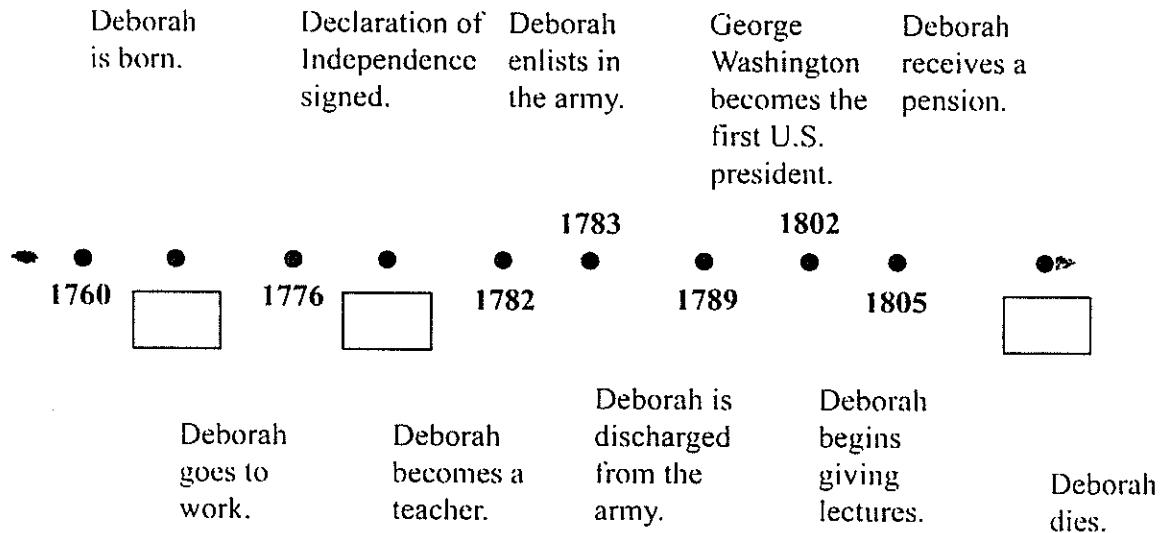 Deborah
is born.
Declaration of
Independence
signed.
Deborah
enlists in
the army.
George
Washington
becomes the
first U.S.
president.
Deborah
receives a
pension.
1783
1802
1760
1776
1782
1789
1805
Deborah
goes to
work.
Deborah
becomes a
teacher.
Deborah is
discharged
from the
army.
Deborah
begins
giving
lectures.
Deborah
dies.